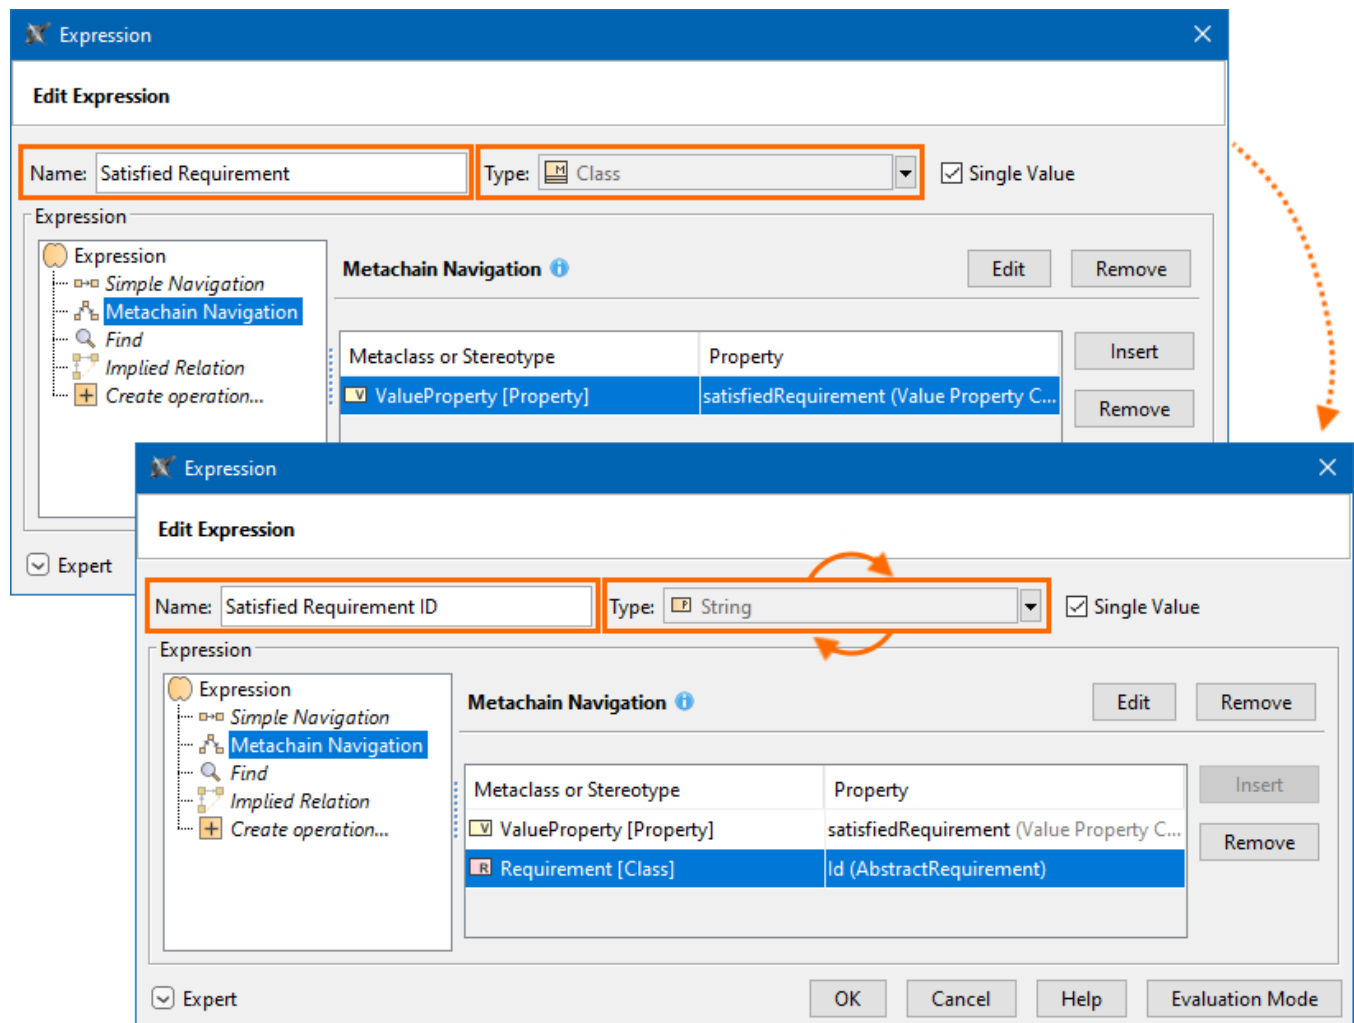 Expression
Edit Expression
Name: Satisfied Requirement Type: M Class Single Value
Expression
Expression
Simple Navigation
Metachain Navigation
Find
Implied Relation
Create operation...
Metachain Navigation i Edit Remove
Metaclass or Stereotype Property
V ValueProperty [Property] satisfiedRequirement (Value Property C...
Insert
Remove
Expert
Expression
Edit Expression
Name: Satisfied Requirement ID Type: P String Single Value
Expression
Expression
Simple Navigation
Metachain Navigation
Find
Implied Relation
Create operation...
Metachain Navigation i Edit Remove
Metaclass or Stereotype Property
V ValueProperty [Property] satisfiedRequirement (Value Property C...
R Requirement [Class] Id (AbstractRequirement)
Insert
Remove
Expert
OK Cancel Help Evaluation Mode